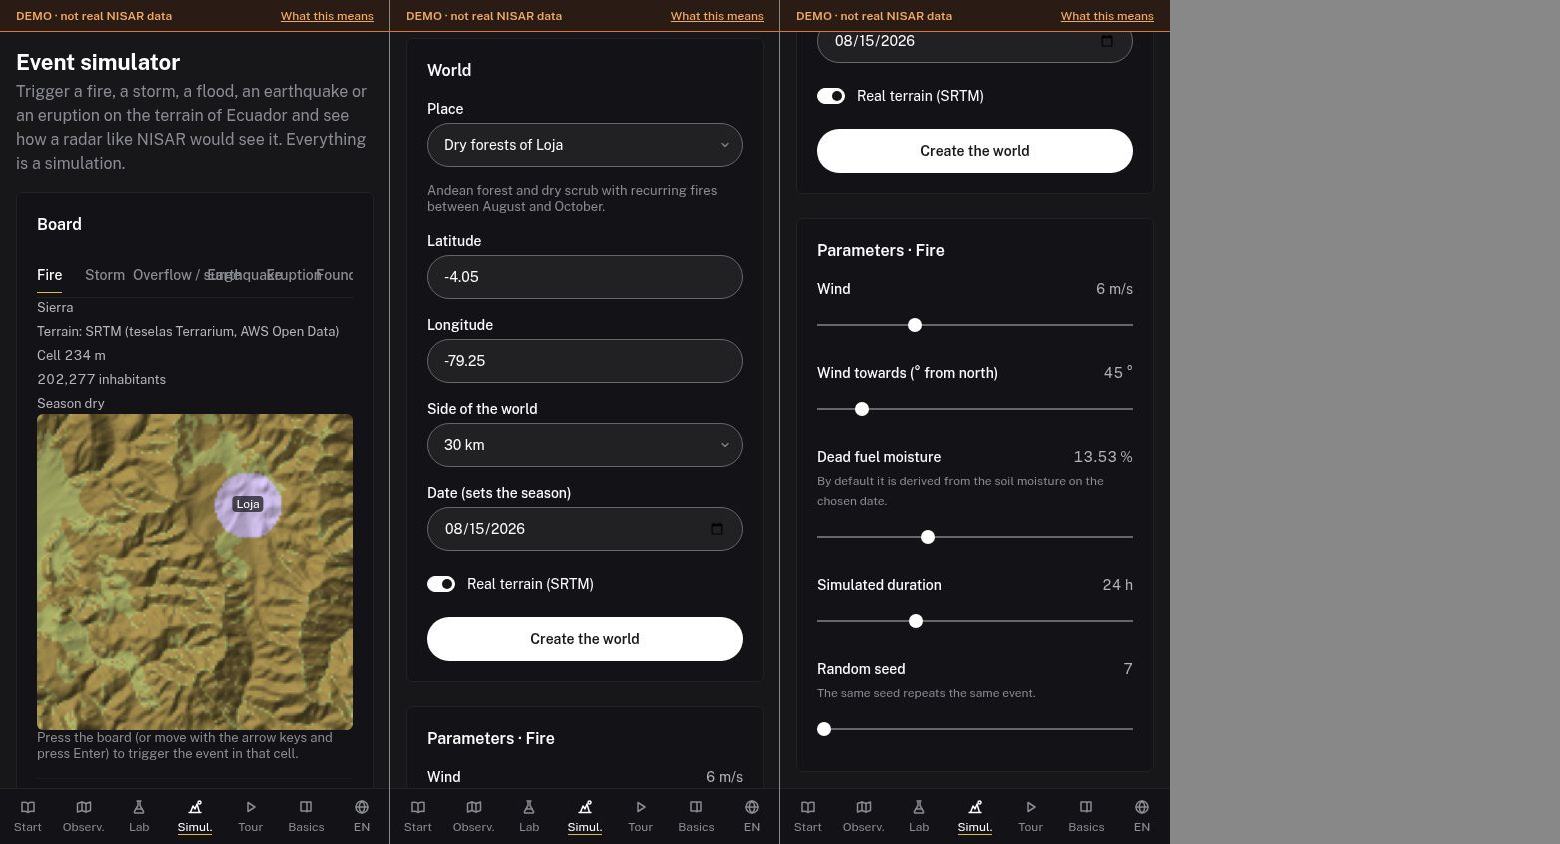 DEMO · not real NISAR data
What this means
Event simulator
Trigger a fire, a storm, a flood, an earthquake or
an eruption on the terrain of Ecuador and see
how a radar like NISAR would see it. Everything
is a simulation.
Board
Fire
Storm
Overflow / surge
Earthquake
Eruption
Found
Sierra
Terrain: SRTM (teselas Terrarium, AWS Open Data)
Cell 234 m
202,277 inhabitants
Season dry
Loja
Press the board (or move with the arrow keys and
press Enter) to trigger the event in that cell.
Start
Observ.
Lab
Simul.
Tour
Basics
EN
DEMO · not real NISAR data
What this means
World
Place
Dry forests of Loja
Andean forest and dry scrub with recurring fires
between August and October.
Latitude
-4.05
Longitude
-79.25
Side of the world
30 km
Date (sets the season)
08/15/2026
Real terrain (SRTM)
Create the world
Parameters · Fire
Wind
6 m/s
Start
Observ.
Lab
Simul.
Tour
Basics
EN
DEMO · not real NISAR data
What this means
08/15/2026
Real terrain (SRTM)
Create the world
Parameters · Fire
Wind
6 m/s
Wind towards (° from north)
45 °
Dead fuel moisture
13.53 %
By default it is derived from the soil moisture on the
chosen date.
Simulated duration
24 h
Random seed
7
The same seed repeats the same event.
Start
Observ.
Lab
Simul.
Tour
Basics
EN